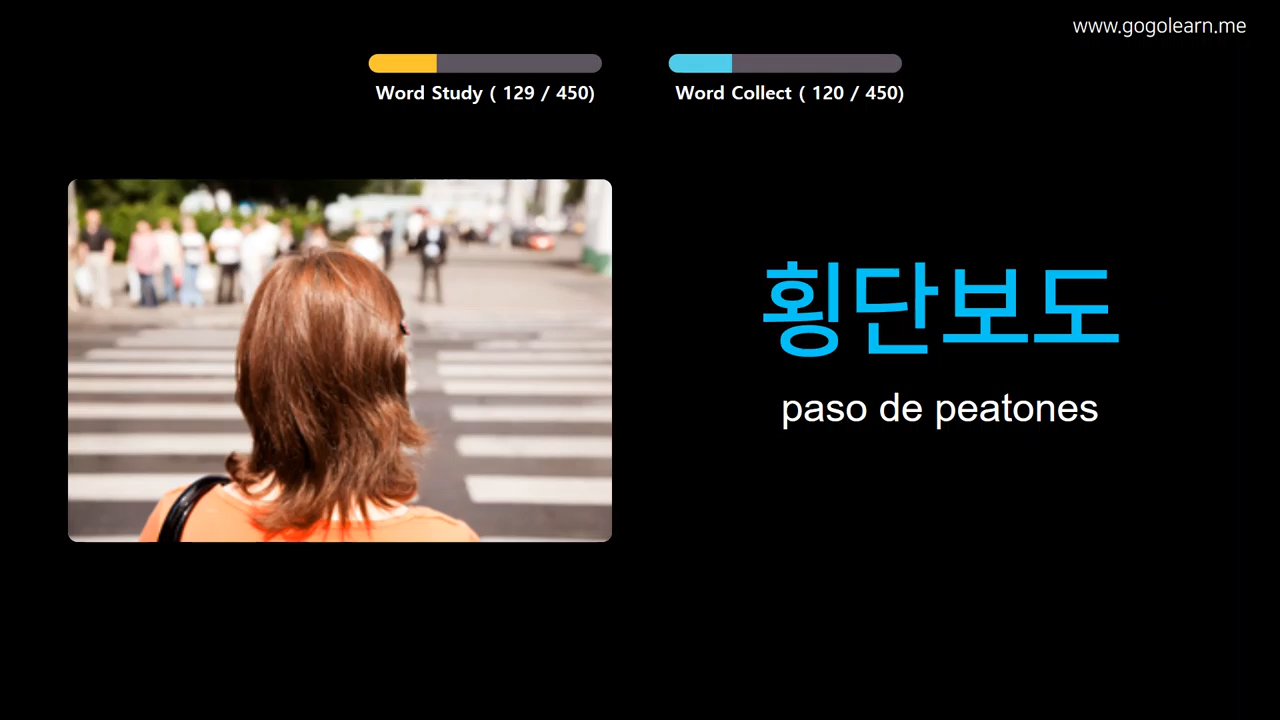 www.gogolearn.me
Word Study ( 129 / 450)
Word Collect ( 120 / 450)
횡단보도
paso de peatones